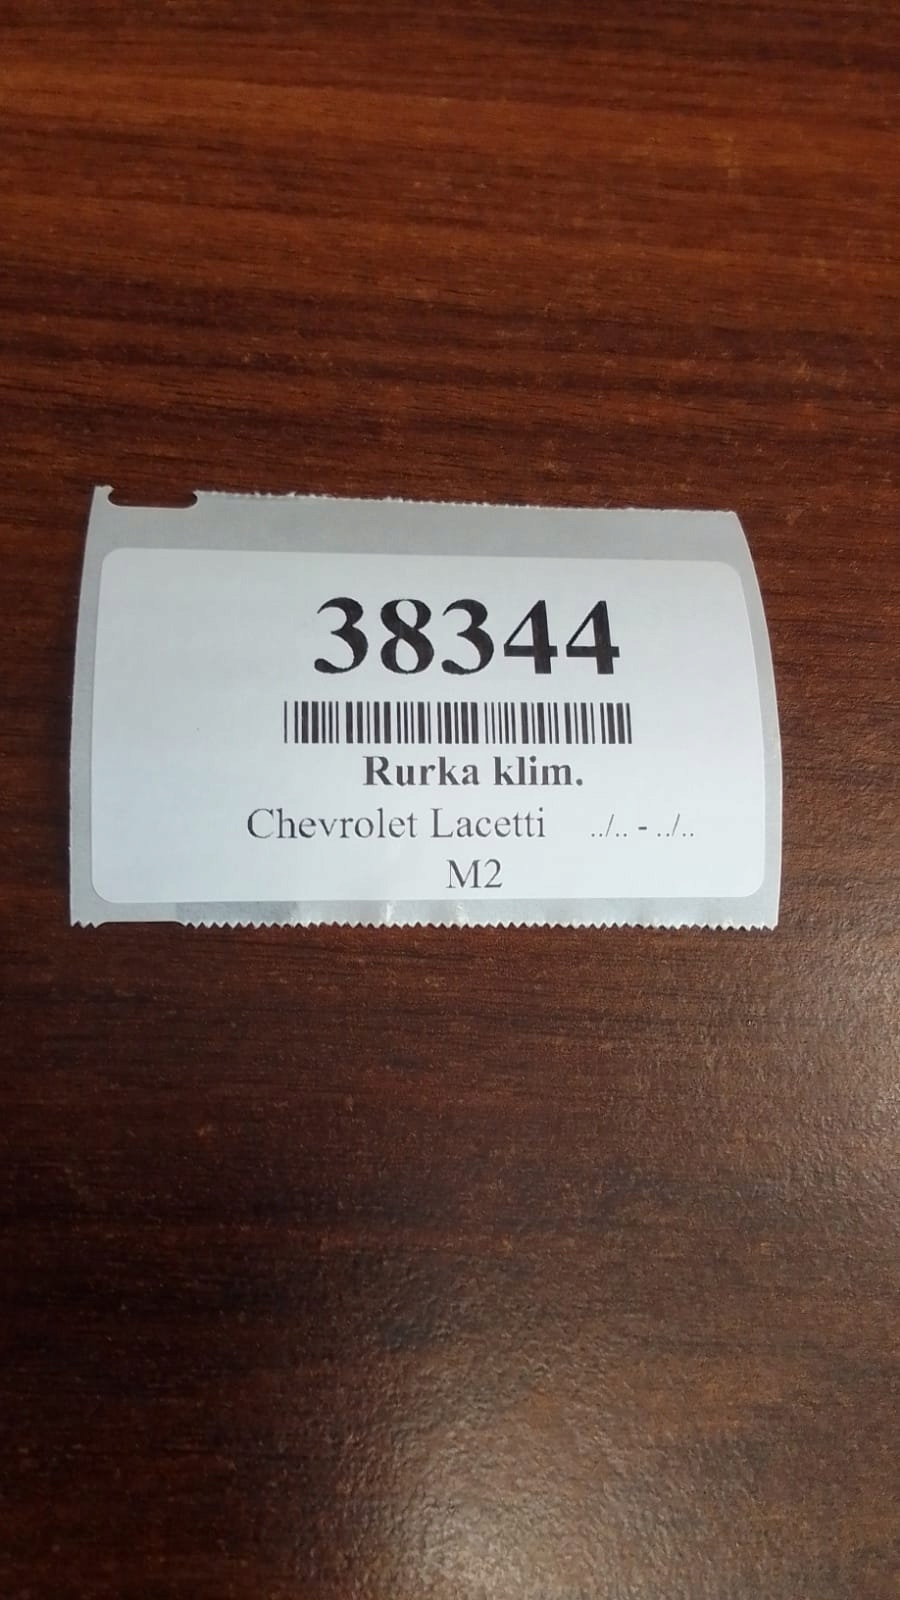 38344
Rurka klim.
Chevrolet Lacetti ../.. - ../..
M2